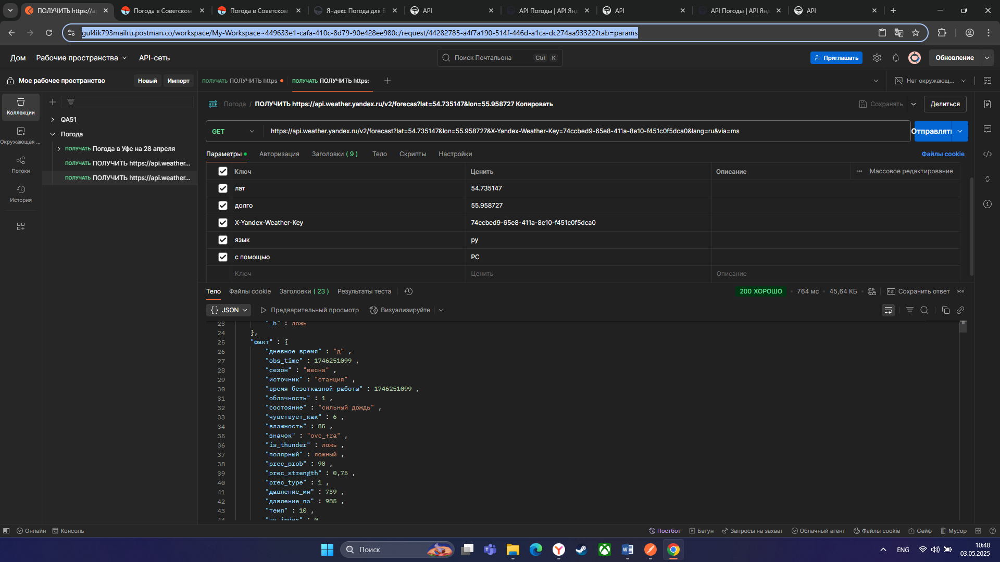 ПОЛУЧИТЬ https://a
Погода в Советском
Погода в Советском
Яндекс Погода для Б
API
API Погоды | API Ян
API
API Погоды | API Ян
API
gul4ik793mailru.postman.co/workspace/My-Workspace~449633e1-cafa-410c-8d79-90e428ee980c/request/44282785-a4f7a190-514f-446d-a1ca-dc274aa93322?tab=params
Дом Рабочие пространства API-сеть
Поиск Почтальона Ctrl K
Приглашать
Обновление
Мое рабочее пространство Новый Импорт
ПОЛУЧАТЬ ПОЛУЧИТЬ https
ПОЛУЧАТЬ ПОЛУЧИТЬ https:
Нет окружающ...
Коллекции
Окружающая ...
Потоки
История
QA51
Погода
ПОЛУЧАТЬ Погода в Уфе на 28 апреля
ПОЛУЧАТЬ ПОЛУЧИТЬ https://api.weather...
ПОЛУЧАТЬ ПОЛУЧИТЬ https://api.weather...
HTTP Погода / ПОЛУЧИТЬ https://api.weather.yandex.ru/v2/forecas?lat=54.735147&lon=55.958727 Копировать
Сохранять Делиться
GET https://api.weather.yandex.ru/v2/forecast?lat=54.735147&lon=55.958727&X-Yandex-Weather-Key=74ccbed9-65e8-411a-8e10-f451c0f5dca0&lang=ru&via=ms
Отправлять
Параметры Авторизация Заголовки ( 9 ) Тело Скрипты Настройки Файлы cookie
Ключ Ценить Описание ••• Массовое редактирование
лат 54.735147
долго 55.958727
X-Yandex-Weather-Key 74ccbed9-65e8-411a-8e10-f451c0f5dca0
язык ру
с помощью РС
Ключ Ценить Описание
Тело Файлы cookie Заголовки ( 23 ) Результаты теста
200 ХОРОШО • 764 мс • 45,64 КБ
e.g. Сохранить ответ •••
{ } JSON Предварительный просмотр Визуализируйте
23 "_h" : ложь
24 },
25 "факт" : {
26 "дневное время" : "д" ,
27 "obs_time" : 1746251099 ,
28 "сезон" : "весна" ,
29 "источник" : "станция" ,
30 "время безотказной работы" : 1746251099 ,
31 "облачность" : 1 ,
32 "состояние" : "сильный дождь" ,
33 "чувствует_как" : 6 ,
34 "влажность" : 85 ,
35 "значок" : "ovc_+ra" ,
36 "is_thunder" : ложь ,
37 "полярный" : ложный ,
38 "prec_prob" : 90 ,
39 "prec_strength" : 0,75 ,
40 "prec_type" : 1 ,
41 "давление_мм" : 739 ,
42 "давление_па" : 985 ,
43 "темп" : 10 ,
44 "uv_index" : 0
Онлайн Консоль
Постбот Бегун Запросы на захват Облачный агент Файлы cookie Сейф Мусор
Поиск
ENG
10:48
03.05.2025